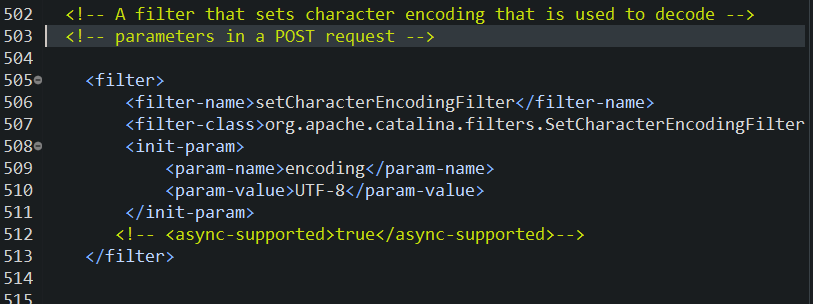 502 <!-- A filter that sets character encoding that is used to decode -->
503 <!-- parameters in a POST request -->
504
505 <filter>
506 <filter-name>setCharacterEncodingFilter</filter-name>
507 <filter-class>org.apache.catalina.filters.SetCharacterEncodingFilter
508 <init-param>
509 <param-name>encoding</param-name>
510 <param-value>UTF-8</param-value>
511 </init-param>
512 <!-- <async-supported>true</async-supported>-->
513 </filter>
514
515